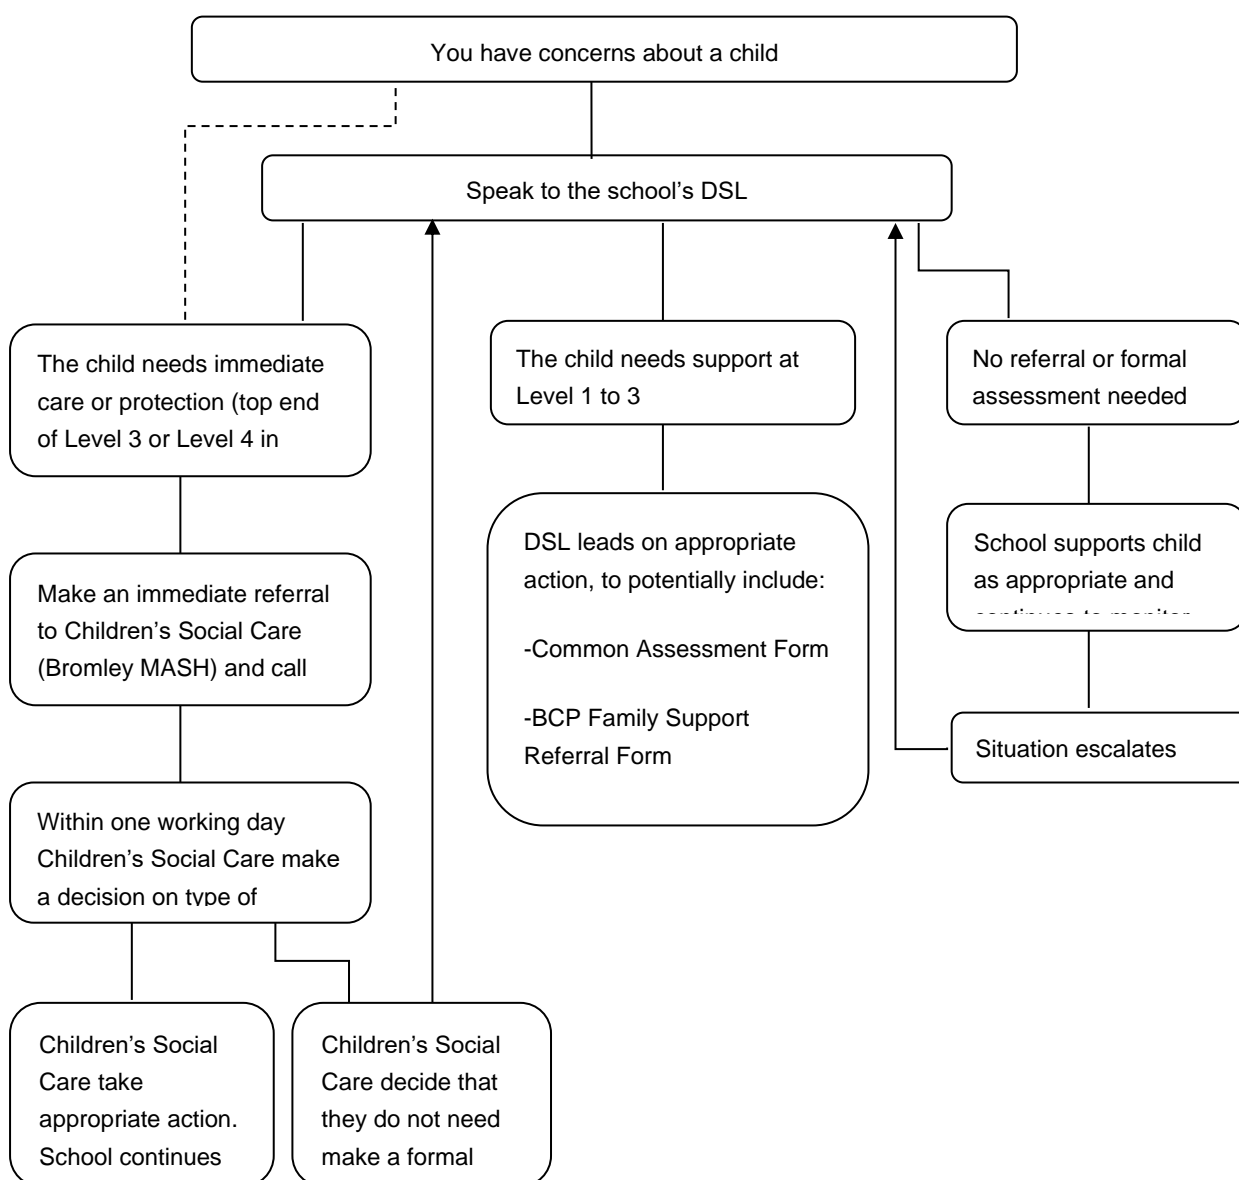 You have concerns about a child
Speak to the school’s DSL
The child needs immediate
care or protection (top end
of Level 3 or Level 4 in
The child needs support at
Level 1 to 3
No referral or formal
assessment needed
Make an immediate referral
to Children’s Social Care
(Bromley MASH) and call
DSL leads on appropriate
action, to potentially include:
-Common Assessment Form
-BCP Family Support
Referral Form
School supports child
as appropriate and
continues to monitor
Situation escalates
Within one working day
Children’s Social Care make
a decision on type of
Children’s Social
Care take
appropriate action.
School continues
Children’s Social
Care decide that
they do not need
make a formal